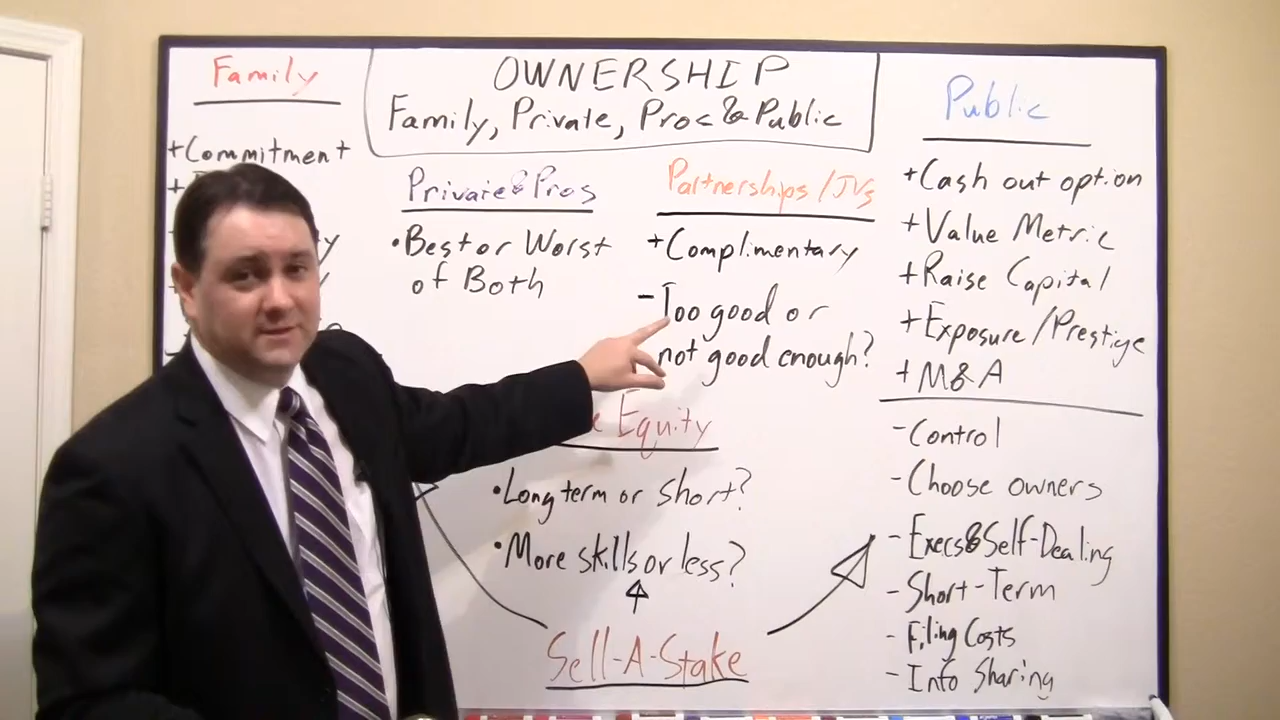 OWNERSHIP
Family, Private, Pros & Public
Family
+Commitment
Private & Pros
•Best or Worst
of Both
Partnerships/JVs
+Complimentary
-Too good or
not good enough?
Equity
•Long term or short?
•More skills or less?
Sell-A-Stake
Public
+Cash out option
+Value Metric
+Raise Capital
+Exposure/Prestige
+M&A
-Control
-Choose owners
-Execs & Self-Dealing
-Short-Term
-Filing Costs
-Info Sharing